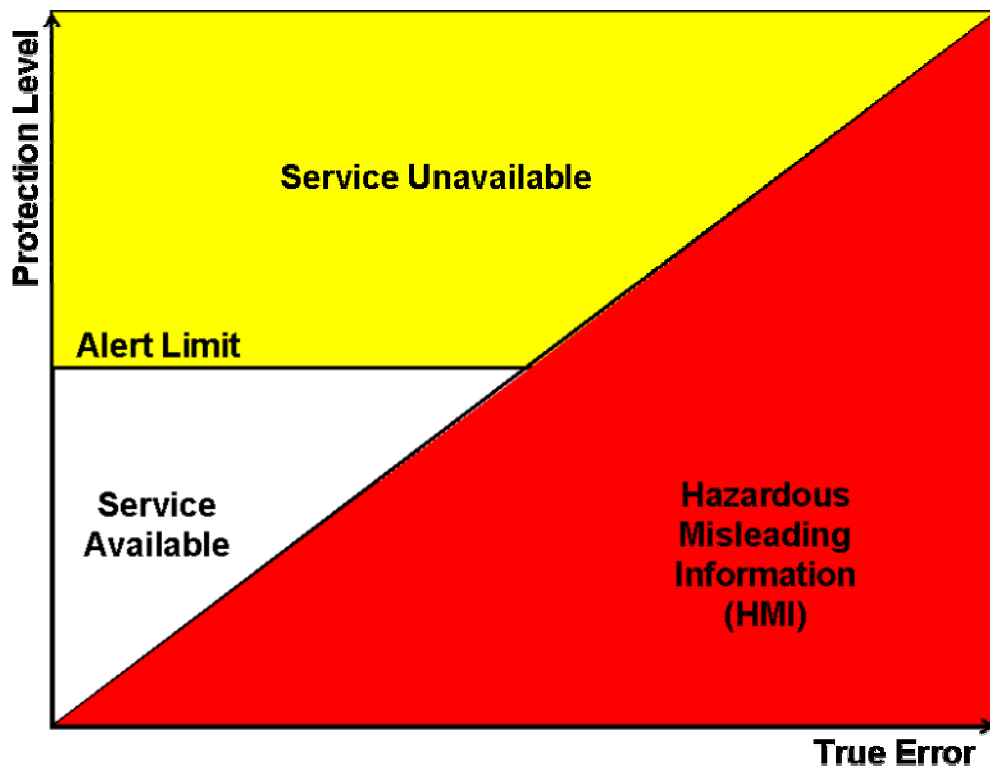 Protection Level
Service Unavailable
Alert Limit
Service
Available
Hazardous
Misleading
Information
(HMI)
True Error